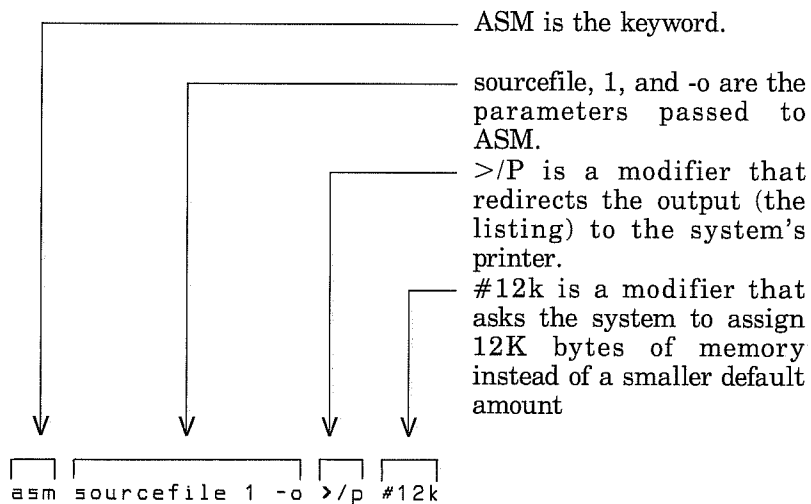 ASM is the keyword.
sourcefile, 1, and -o are the
parameters passed to
ASM.
>/P is a modifier that
redirects the output (the
listing) to the system's
printer.
#12k is a modifier that
asks the system to assign
12K bytes of memory
instead of a smaller default
amount
asm sourcefile 1 -o >/p #12k